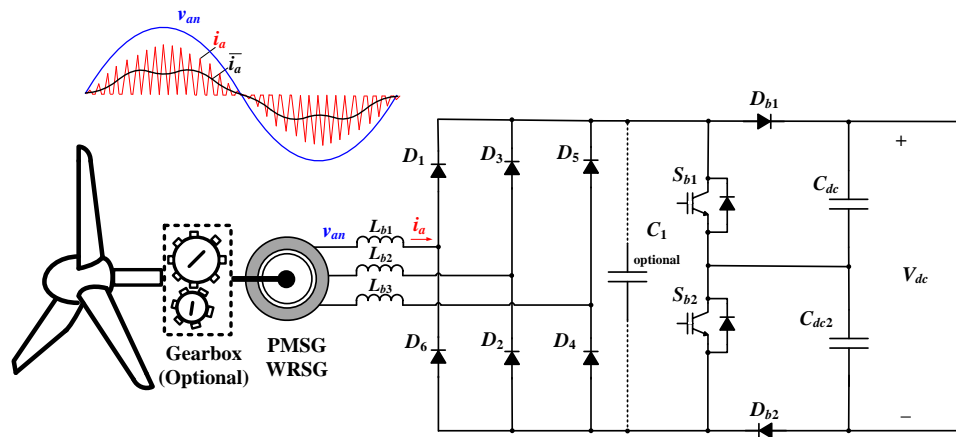 v_an
i_a
i_a
D_b1
D_1
D_3
D_5
S_b1
C_dc
+
v_an
i_a
L_b1
L_b2
L_b3
C_1
optional
V_dc
S_b2
C_dc2
D_6
D_2
D_4
Gearbox
(Optional)
PMSG
WRSG
D_b2
–